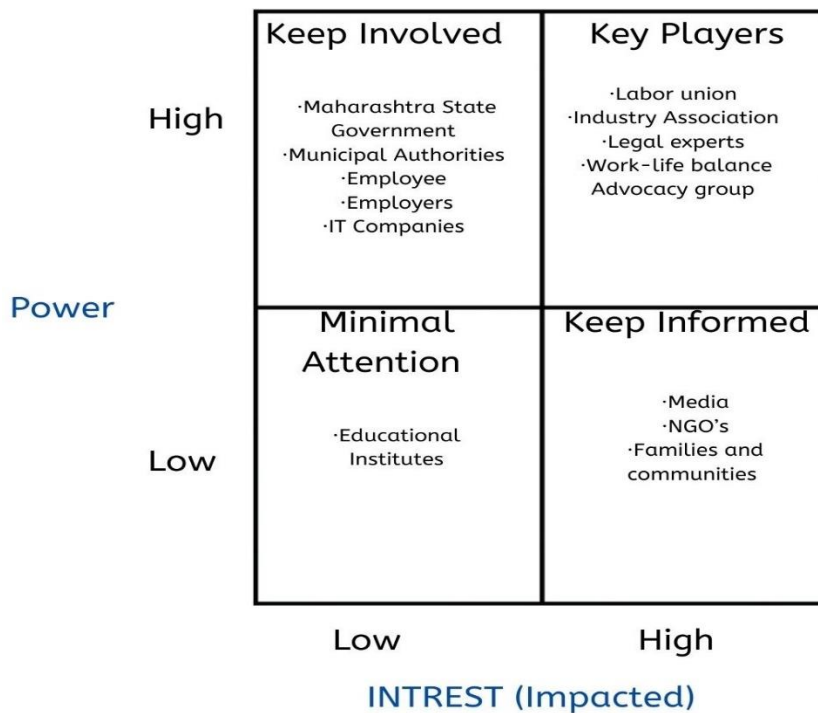 Keep Involved
Key Players
High
·Maharashtra State
Government
·Municipal Authorities
·Employee
·Employers
·IT Companies
·Labor union
·Industry Association
·Legal experts
·Work-life balance
Advocacy group
Power
Minimal
Attention
Keep Informed
Low
·Educational
Institutes
·Media
·NGO's
·Families and
communities
Low
High
INTREST (Impacted)